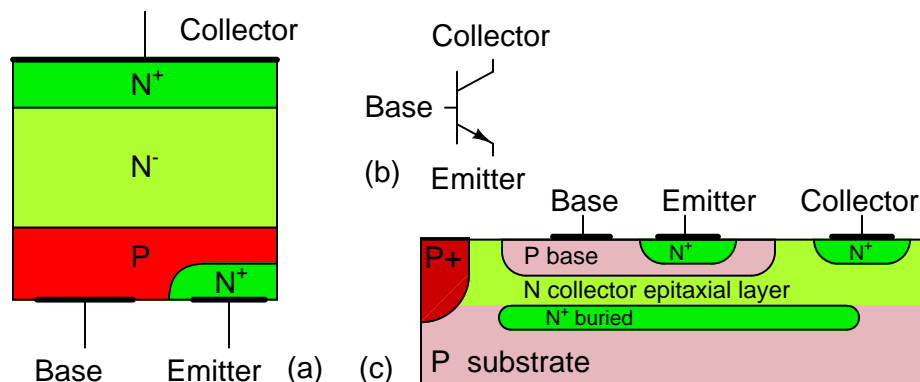 Collector
N⁺
N⁻
P
N⁺
Base Emitter (a)
Collector
Base
Emitter
(b)
Base Emitter Collector
P+ P base N⁺ N⁺
N collector epitaxial layer
N⁺ buried
P substrate
(c)